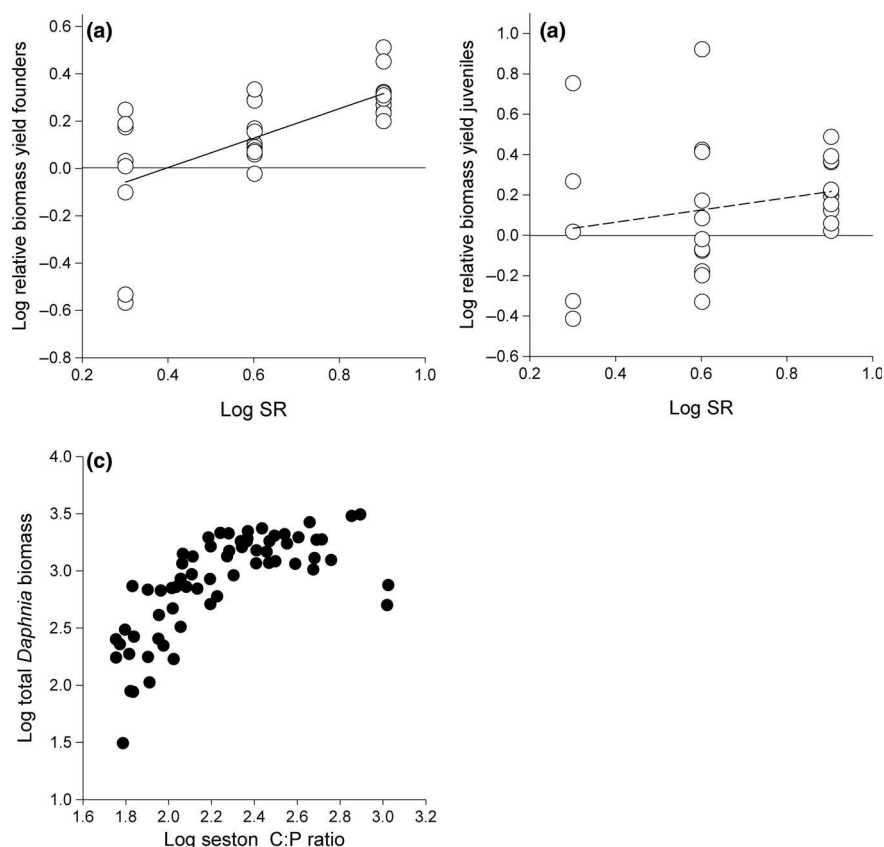 (a)
Log relative biomass yield founders
0.6
0.4
0.2
0.0
−0.2
−0.4
−0.6
−0.8
0.2 0.4 0.6 0.8 1.0
Log SR
(a)
Log relative biomass yield juveniles
1.0
0.8
0.6
0.4
0.2
0.0
−0.2
−0.4
−0.6
0.2 0.4 0.6 0.8 1.0
Log SR
(c)
Log total Daphnia biomass
4.0
3.5
3.0
2.5
2.0
1.5
1.0
1.6 1.8 2.0 2.2 2.4 2.6 2.8 3.0 3.2
Log seston C:P ratio